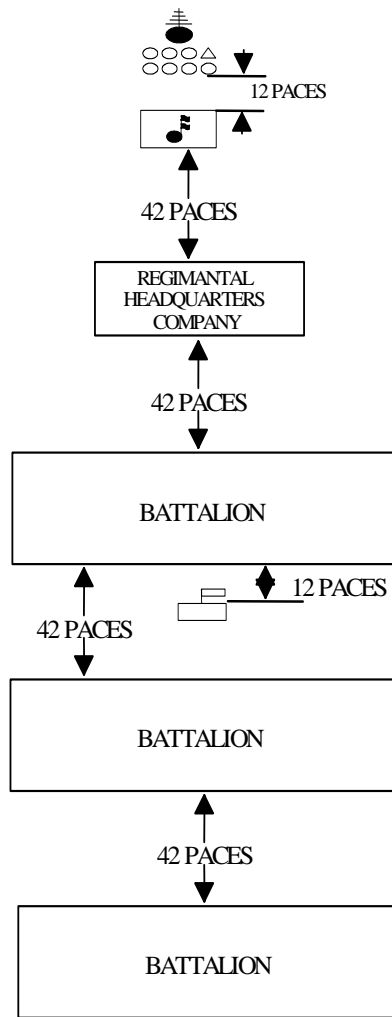 12 PACES
42 PACES
REGIMANTAL
HEADQUARTERS
COMPANY
42 PACES
BATTALION
12 PACES
42 PACES
BATTALION
42 PACES
BATTALION